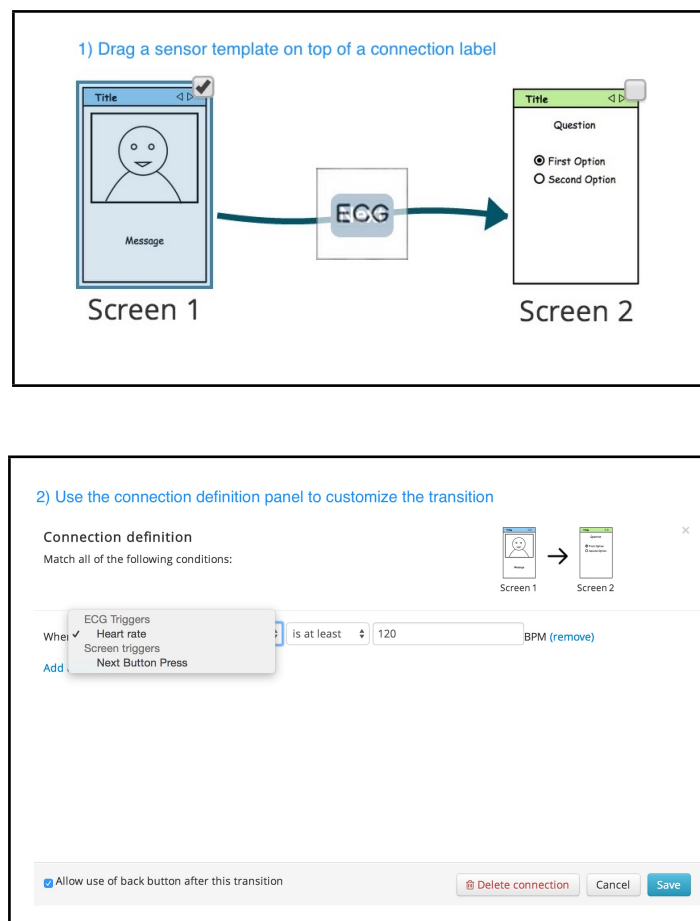 1) Drag a sensor template on top of a connection label
Title
Message
Screen 1
ECG
Title
Question
First Option
Second Option
Screen 2
2) Use the connection definition panel to customize the transition
Connection definition
Match all of the following conditions:
Screen 1
Screen 2
ECG Triggers
Heart rate
Screen triggers
Next Button Press
is at least
120
BPM (remove)
Add
Allow use of back button after this transition
Delete connection
Cancel
Save